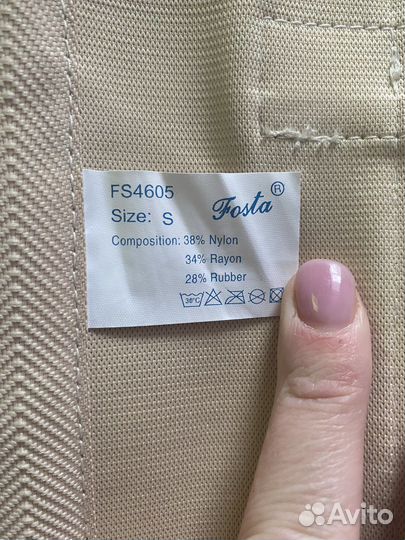 FS4605
Fosta®
Size: S
Composition: 38% Nylon
34% Rayon
28% Rubber
30°C
Avito